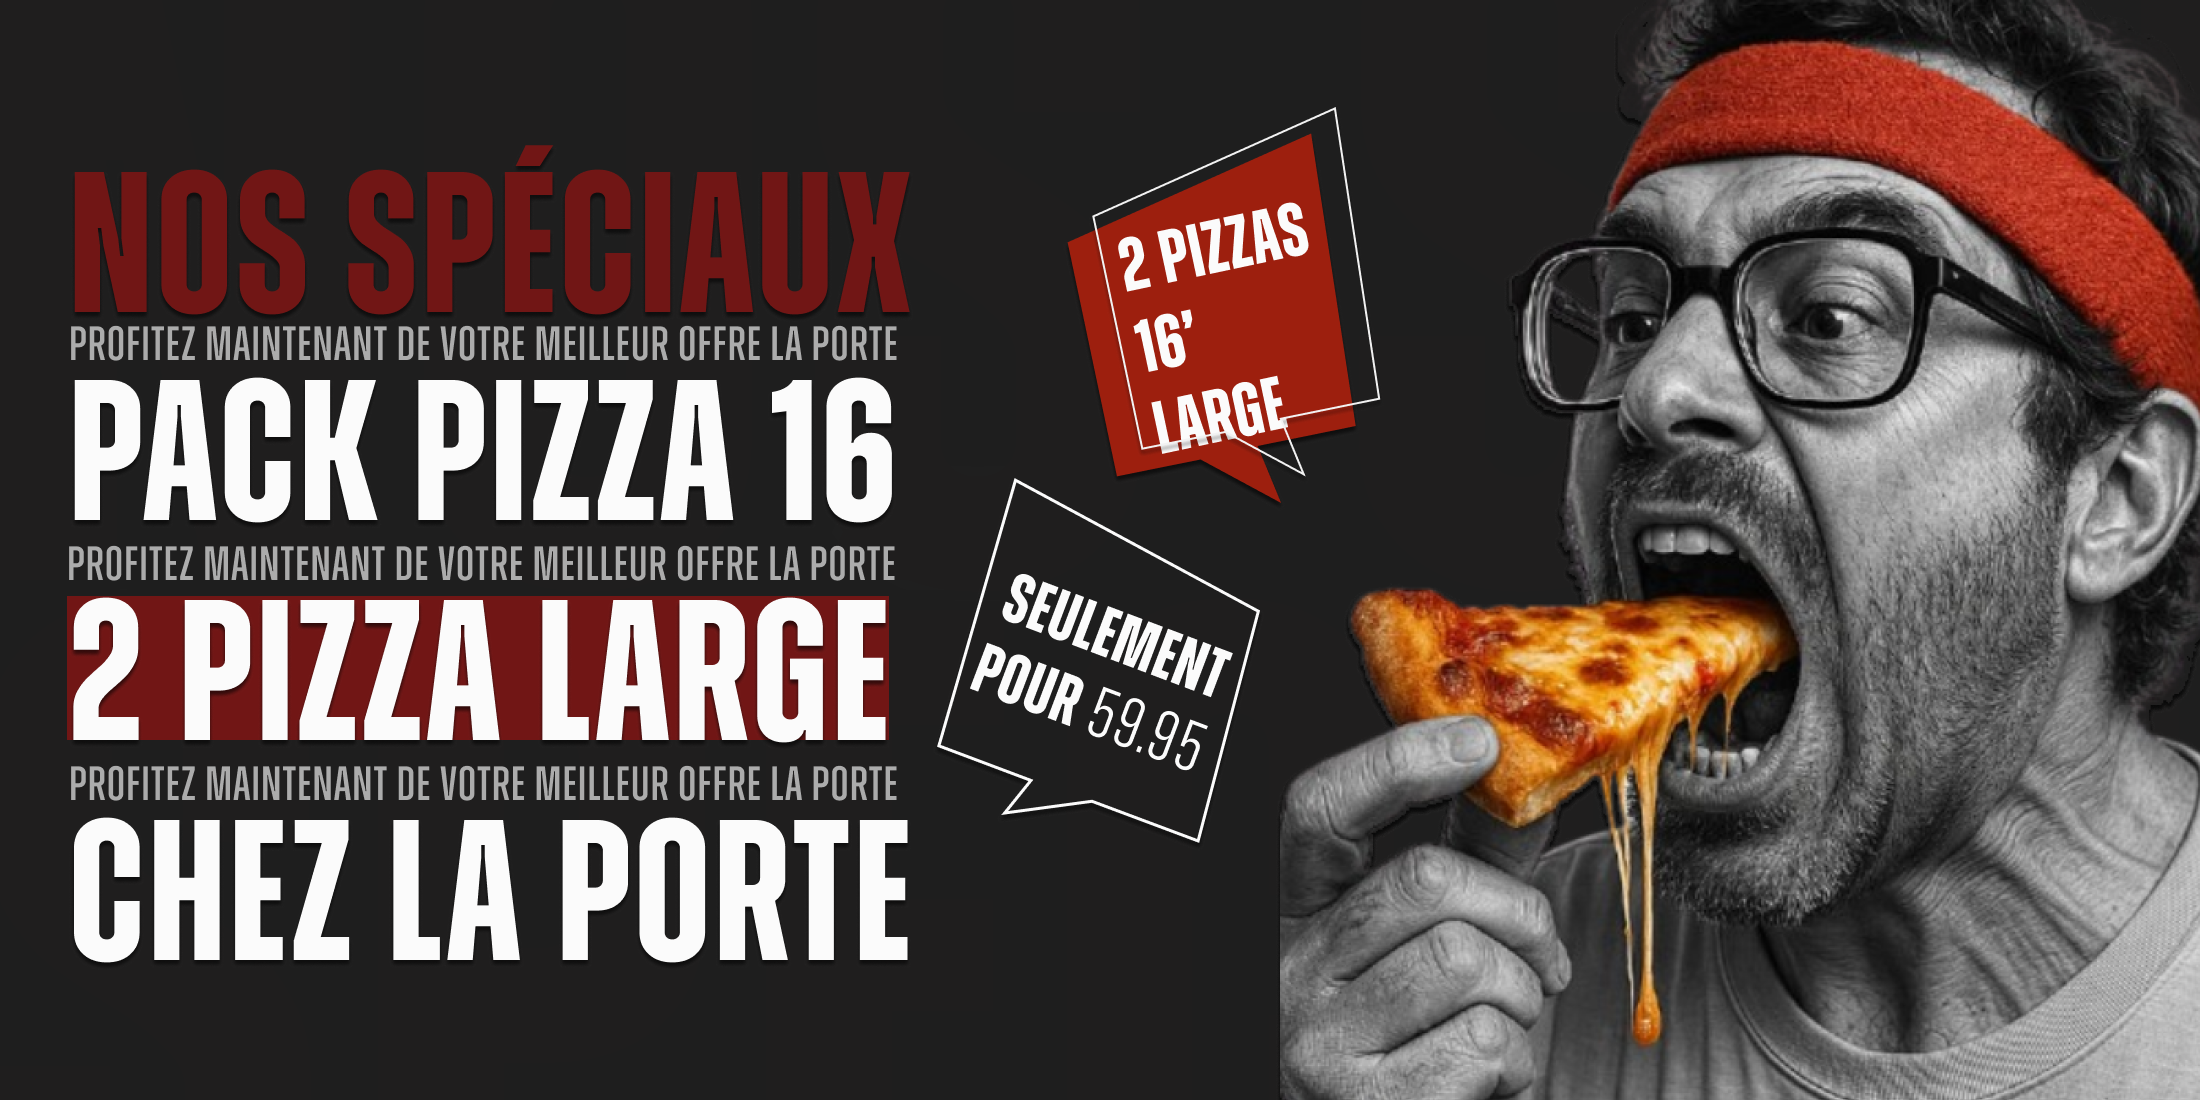 NOS SPÉCIAUX
PROFITEZ MAINTENANT DE VOTRE MEILLEUR OFFRE LA PORTE
PACK PIZZA 16
PROFITEZ MAINTENANT DE VOTRE MEILLEUR OFFRE LA PORTE
2 PIZZA LARGE
PROFITEZ MAINTENANT DE VOTRE MEILLEUR OFFRE LA PORTE
CHEZ LA PORTE
2 PIZZAS
16’
LARGE
SEULEMENT
POUR 59.95